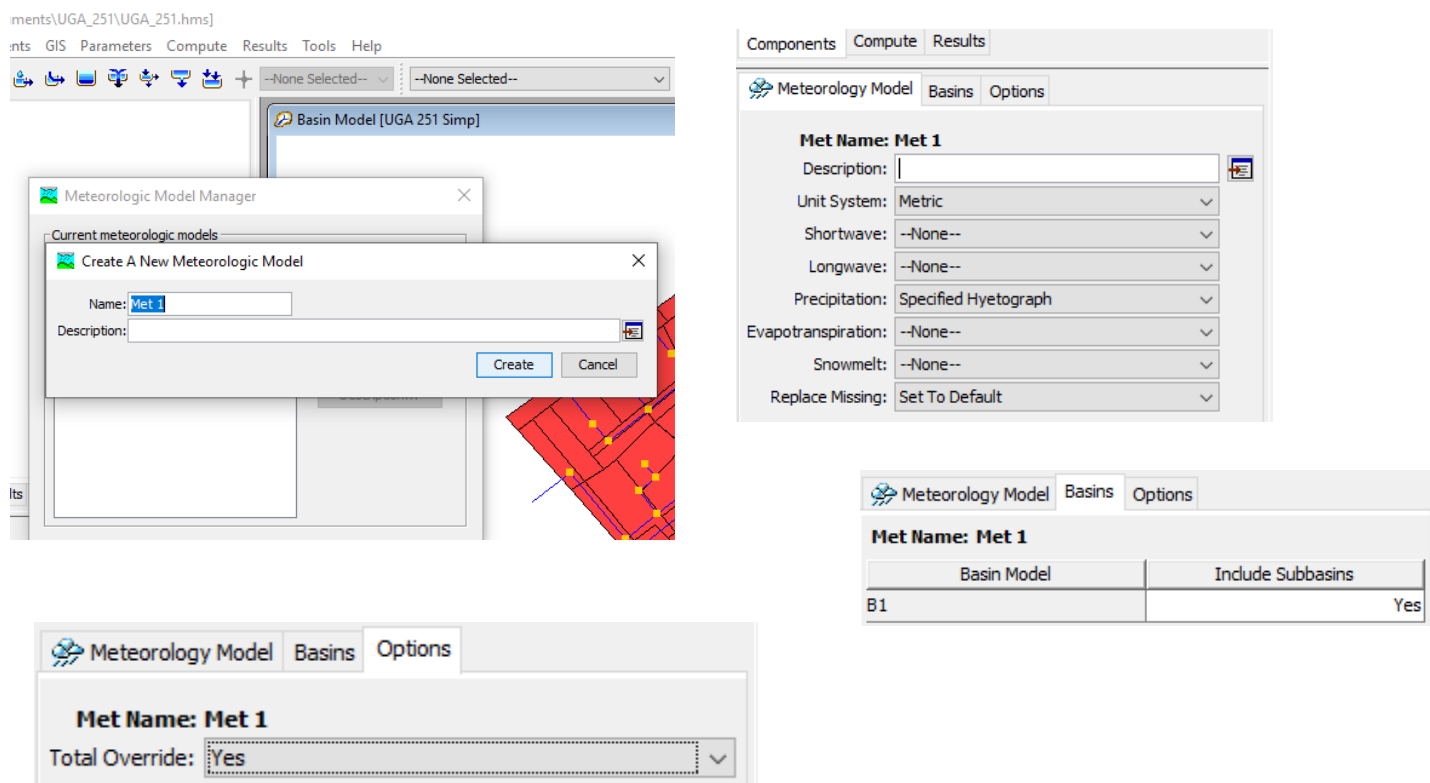 ments\UGA_251\UGA_251.hms]
nts GIS Parameters Compute Results Tools Help
--None Selected-- --None Selected--
Basin Model [UGA 251 Simp]
Meteorologic Model Manager
Current meteorologic models
Create A New Meteorologic Model
Name: Met 1
Description:
Create Cancel
lts
Components Compute Results
Meteorology Model Basins Options
Met Name: Met 1
Description:
Unit System: Metric
Shortwave: --None--
Longwave: --None--
Precipitation: Specified Hyetograph
Evapotranspiration: --None--
Snowmelt: --None--
Replace Missing: Set To Default
Meteorology Model Basins Options
Met Name: Met 1
Basin Model Include Subbasins
B1 Yes
Meteorology Model Basins Options
Met Name: Met 1
Total Override: Yes